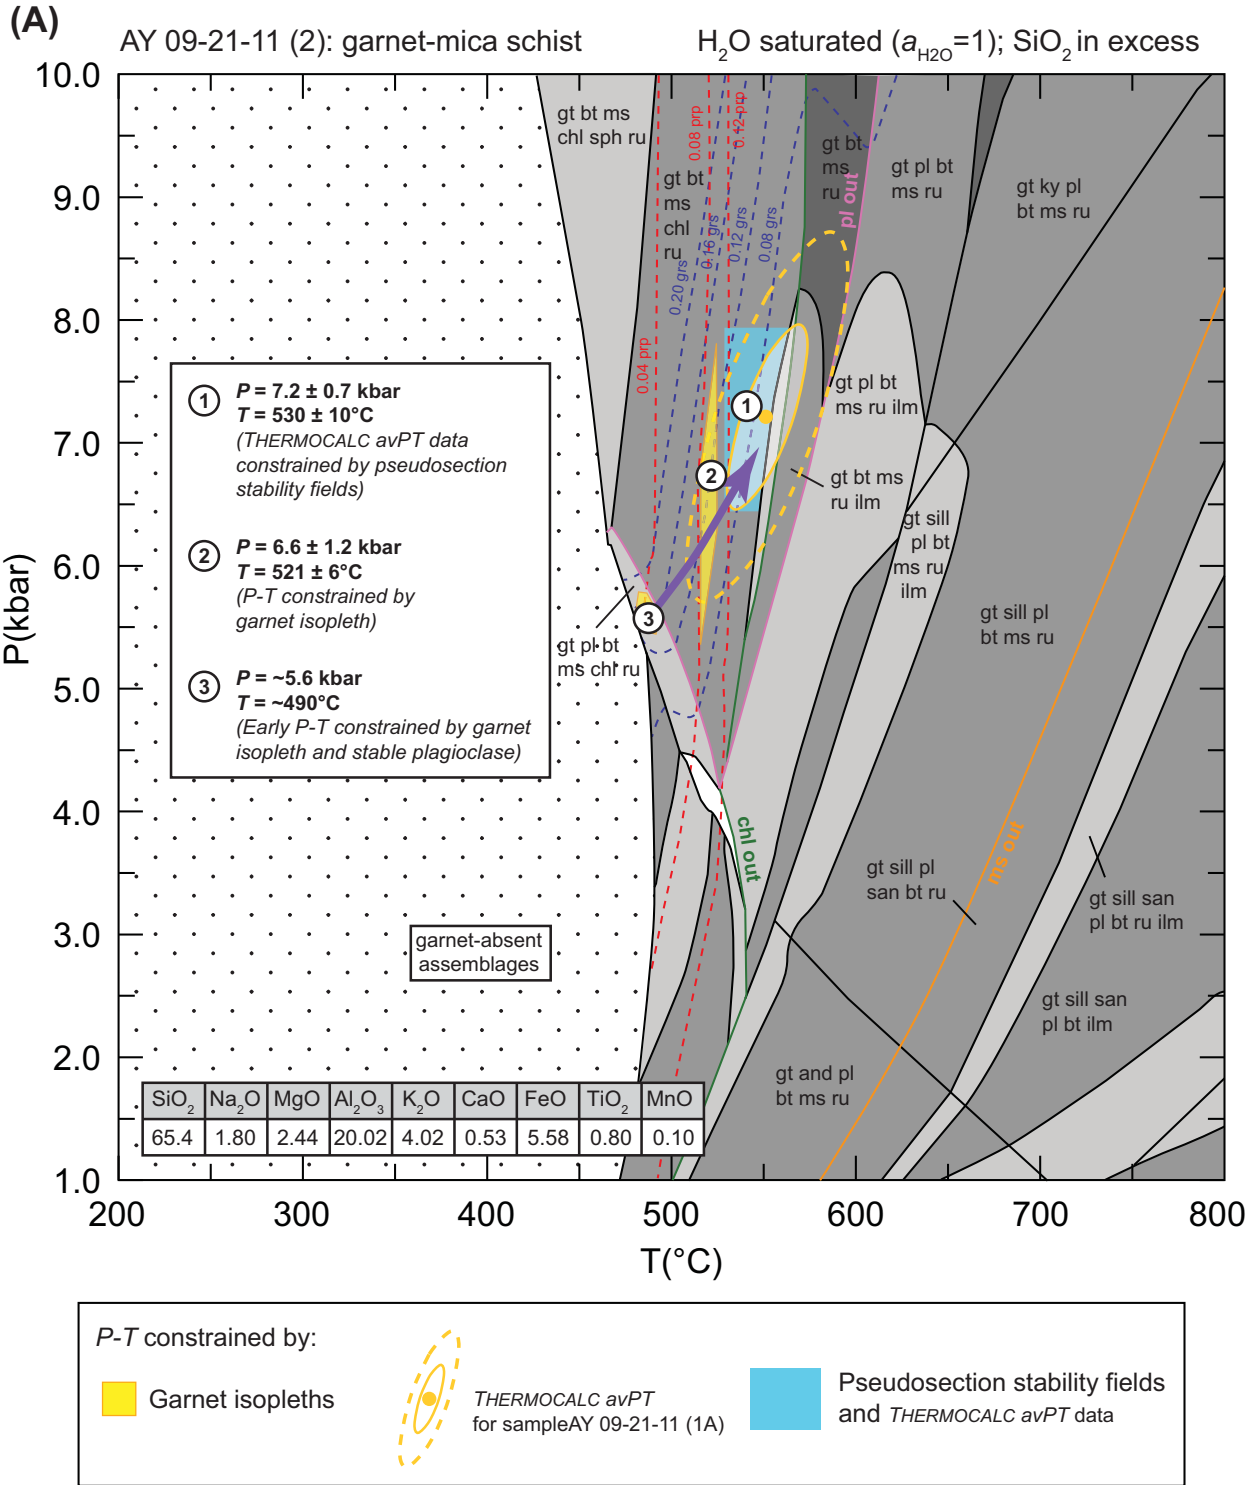 (A)
AY 09-21-11 (2): garnet-mica schist
H₂O saturated (a_H2O=1); SiO₂ in excess
10.0
9.0
8.0
7.0
6.0
5.0
4.0
3.0
2.0
1.0
P(kbar)
200 300 400 500 600 700 800
T(°C)
gt bt ms
chl sph ru
gt bt
ms
chl
ru
0.08 prp
0.12 prp
0.04 prp
0.20 grs
0.16 grs
0.12 grs
0.08 grs
gt bt
ms
ru
pl out
gt pl bt
ms ru
gt ky pl
bt ms ru
gt pl bt
ms ru ilm
gt bt ms
ru ilm
gt sill
pl bt
ms ru
ilm
gt sill pl
bt ms ru
gt pl bt
ms chl ru
chl out
ms out
gt sill pl
san bt ru
gt sill san
pl bt ru ilm
gt sill san
pl bt ilm
gt and pl
bt ms ru
garnet-absent
assemblages
1
2
3
1
P = 7.2 ± 0.7 kbar
T = 530 ± 10°C
(THERMOCALC avPT data
constrained by pseudosection
stability fields)
2
P = 6.6 ± 1.2 kbar
T = 521 ± 6°C
(P-T constrained by
garnet isopleth)
3
P = ~5.6 kbar
T = ~490°C
(Early P-T constrained by garnet
isopleth and stable plagioclase)
SiO₂ Na₂O MgO Al₂O₃ K₂O CaO FeO TiO₂ MnO
65.4 1.80 2.44 20.02 4.02 0.53 5.58 0.80 0.10
P-T constrained by:
Garnet isopleths
THERMOCALC avPT
for sampleAY 09-21-11 (1A)
Pseudosection stability fields
and THERMOCALC avPT data